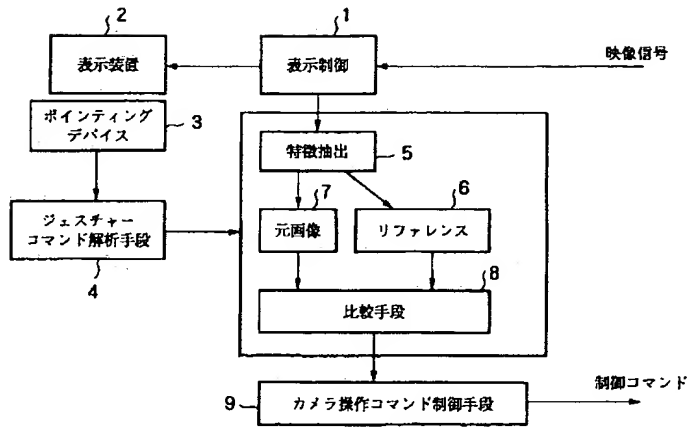 2
1
映像信号
表示装置
表示制御
ポインティング
デバイス
3
特徴抽出
5
7
6
ジェスチャー
コマンド解析手段
元画像
リファレンス
4
8
比較手段
制御コマンド
9
カメラ操作コマンド制御手段